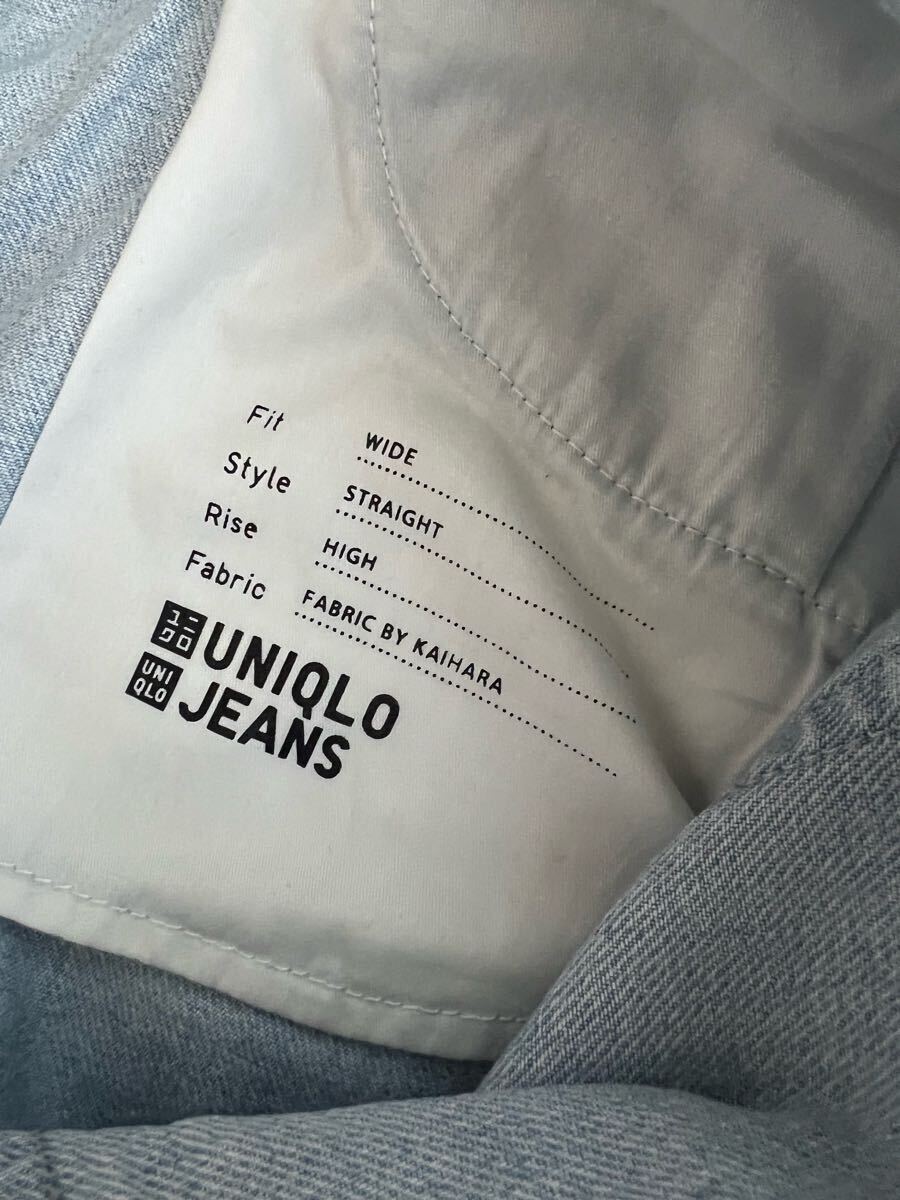 Fit WIDE
Style STRAIGHT
Rise HIGH
Fabric FABRIC BY KAIHARA
ユニクロ UNIQLO
UNIQLO JEANS